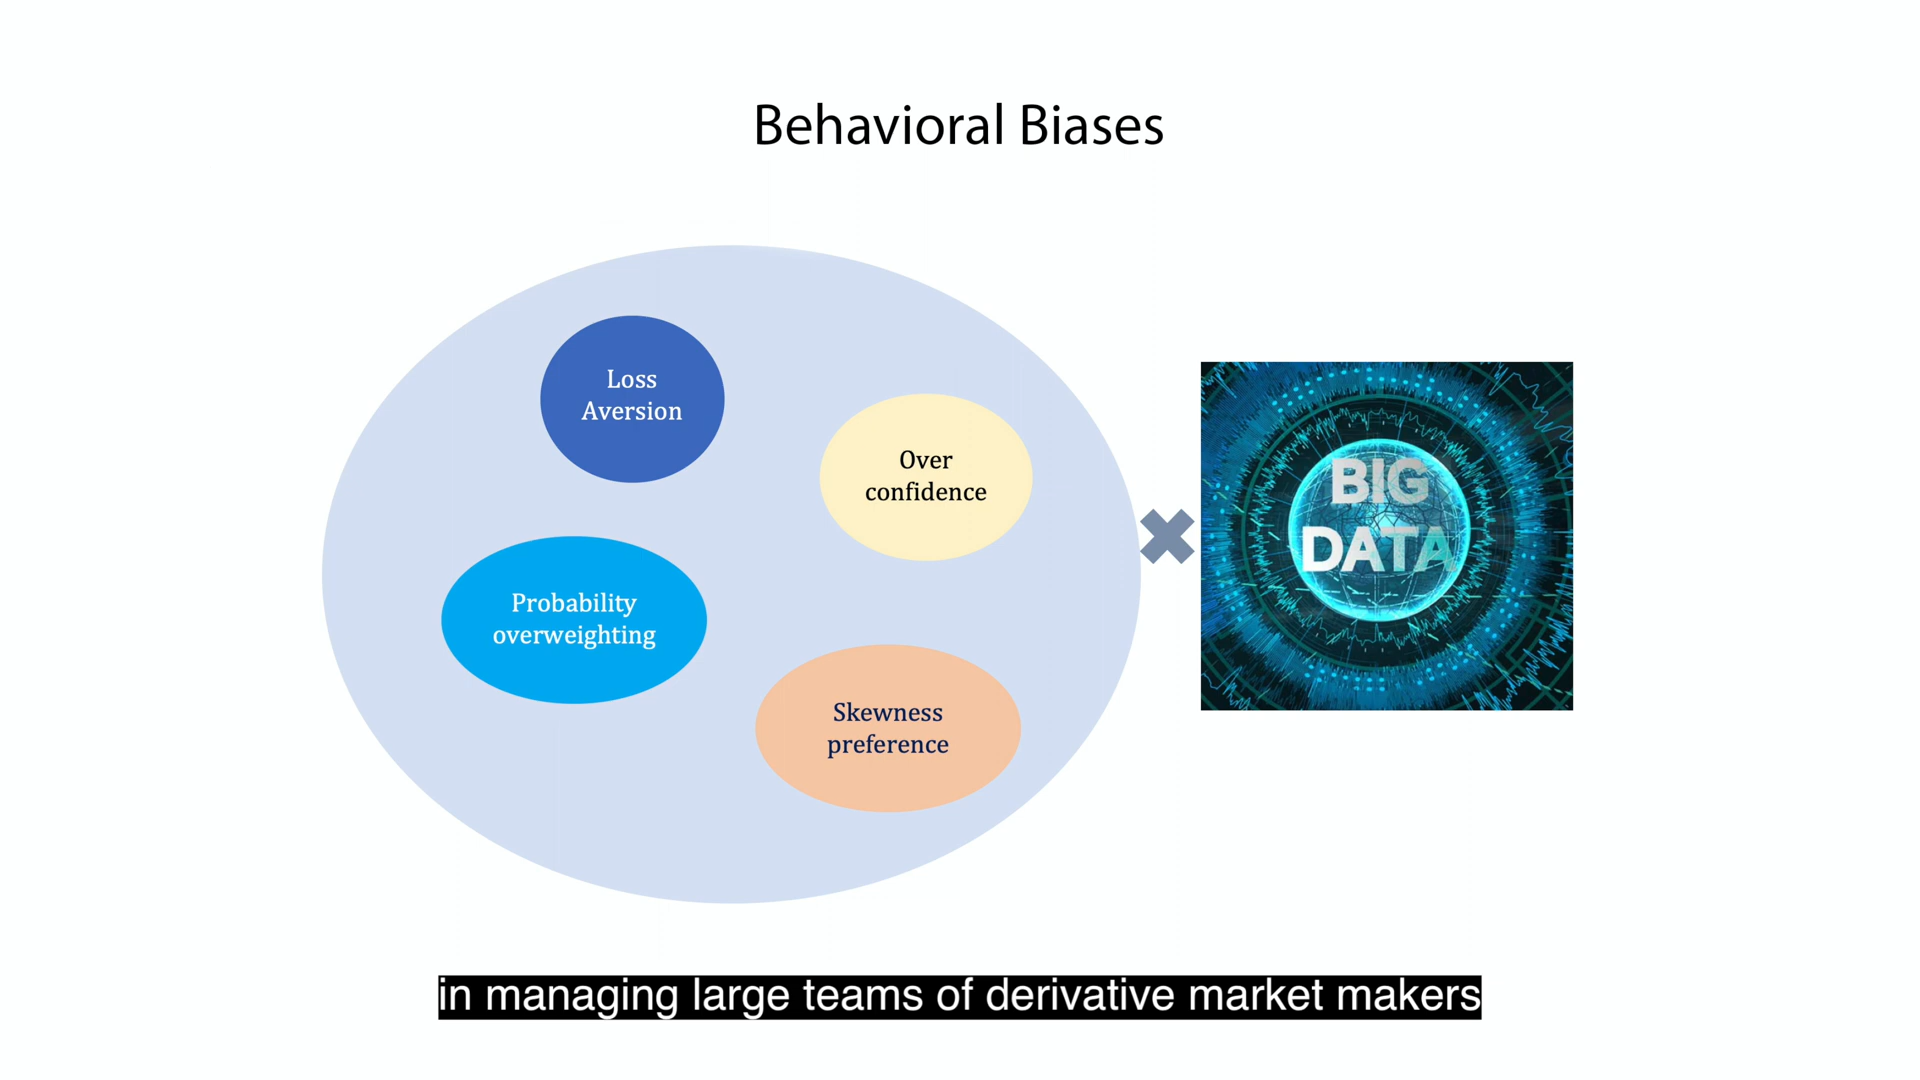 Behavioral Biases
Loss
Aversion
Over
confidence
Probability
overweighting
Skewness
preference
BIG
DATA
in managing large teams of derivative market makers